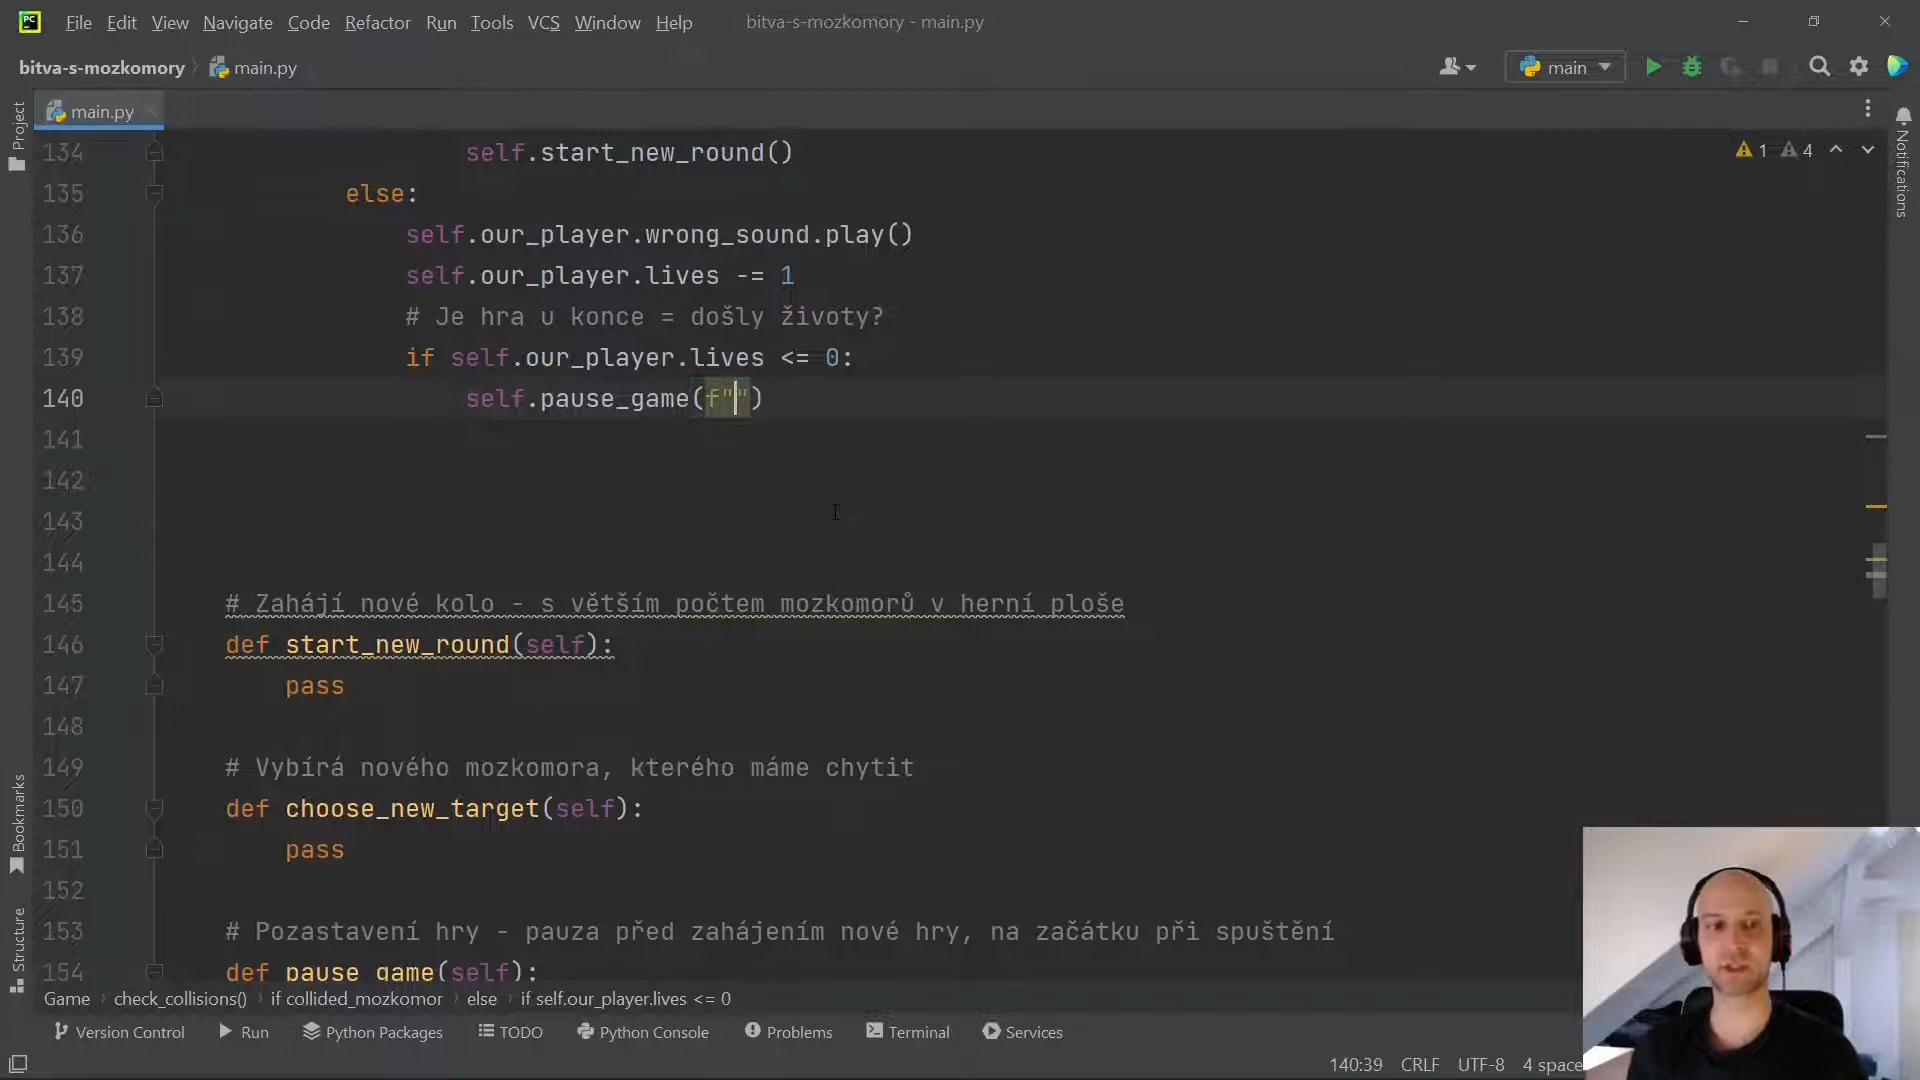 PC File Edit View Navigate Code Refactor Run Tools VCS Window Help bitva-s-mozkomory - main.py
bitva-s-mozkomory main.py main
Project
main.py
Notifications
134 self.start_new_round() 1 4
135 else:
136 self.our_player.wrong_sound.play()
137 self.our_player.lives -= 1
138 # Je hra u konce = došly životy?
139 if self.our_player.lives <= 0:
140 self.pause_game(f"")
141
142
143
144
145 # Zahájí nové kolo - s větším počtem mozkomorů v herní ploše
146 def start_new_round(self):
147 pass
148
149 # Vybírá nového mozkomora, kterého máme chytit
150 def choose_new_target(self):
151 pass
152
153 # Pozastavení hry - pauza před zahájením nové hry, na začátku při spuštění
154 def pause_game(self):
Bookmarks
Structure
Game check_collisions() if collided_mozkomor else if self.our_player.lives <= 0
Version Control Run Python Packages TODO Python Console Problems Terminal Services
140:39 CRLF UTF-8 4 space